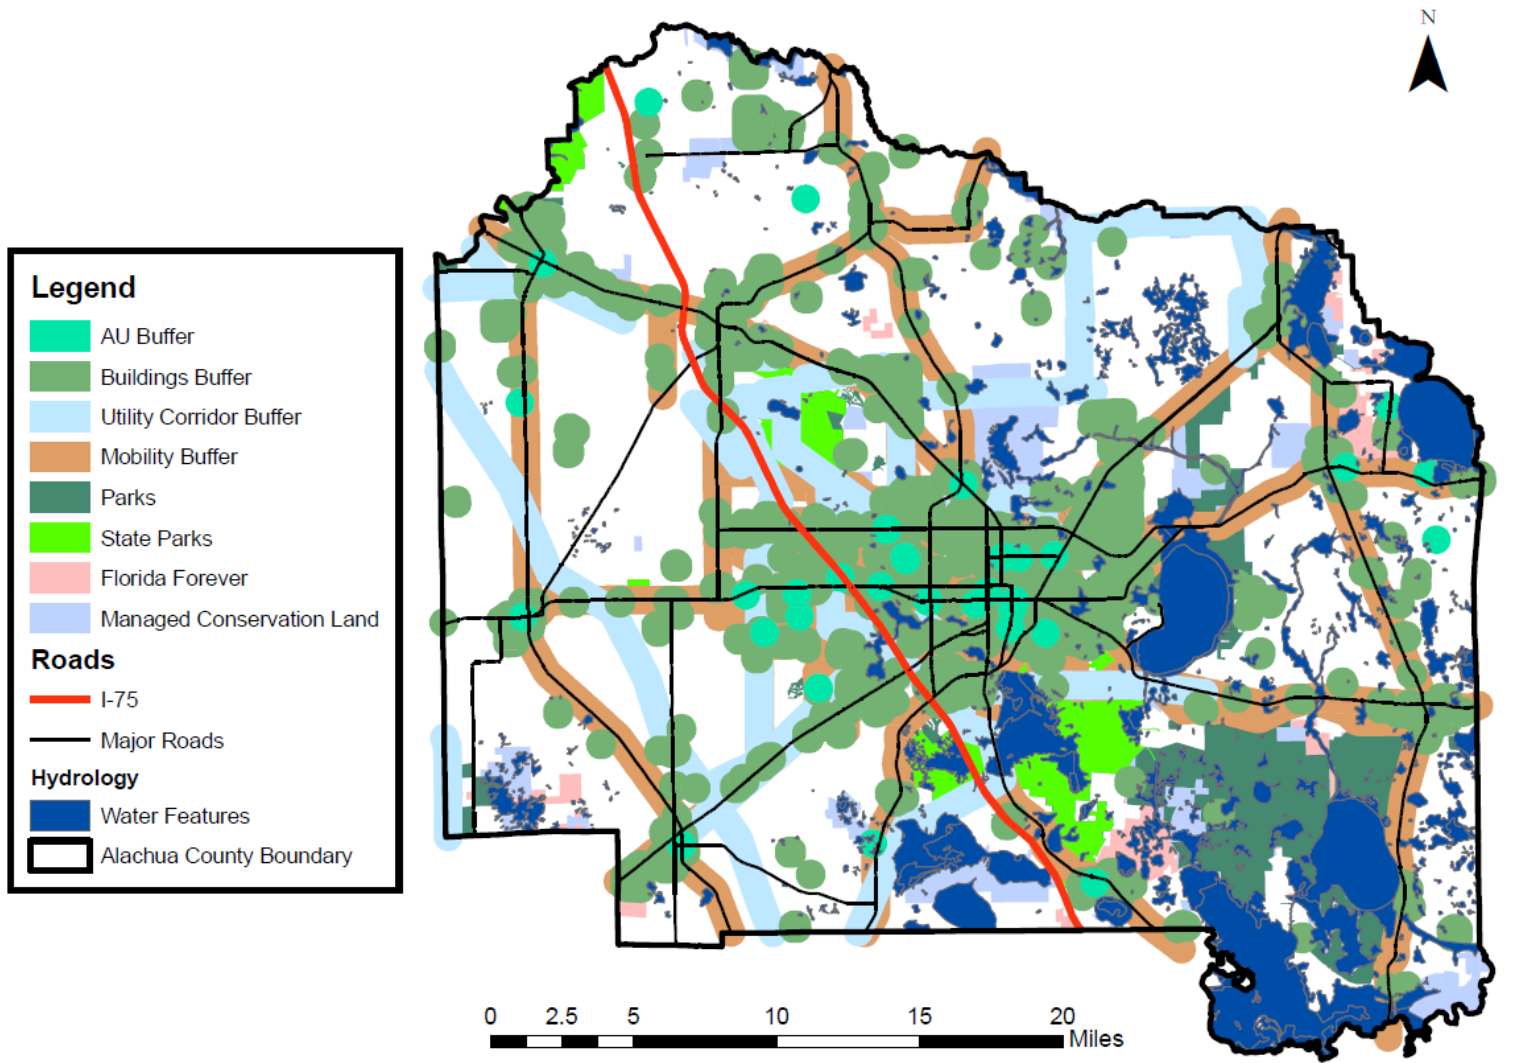 N
Legend
AU Buffer
Buildings Buffer
Utility Corridor Buffer
Mobility Buffer
Parks
State Parks
Florida Forever
Managed Conservation Land
Roads
I-75
Major Roads
Hydrology
Water Features
Alachua County Boundary
0 2.5 5 10 15 20
Miles